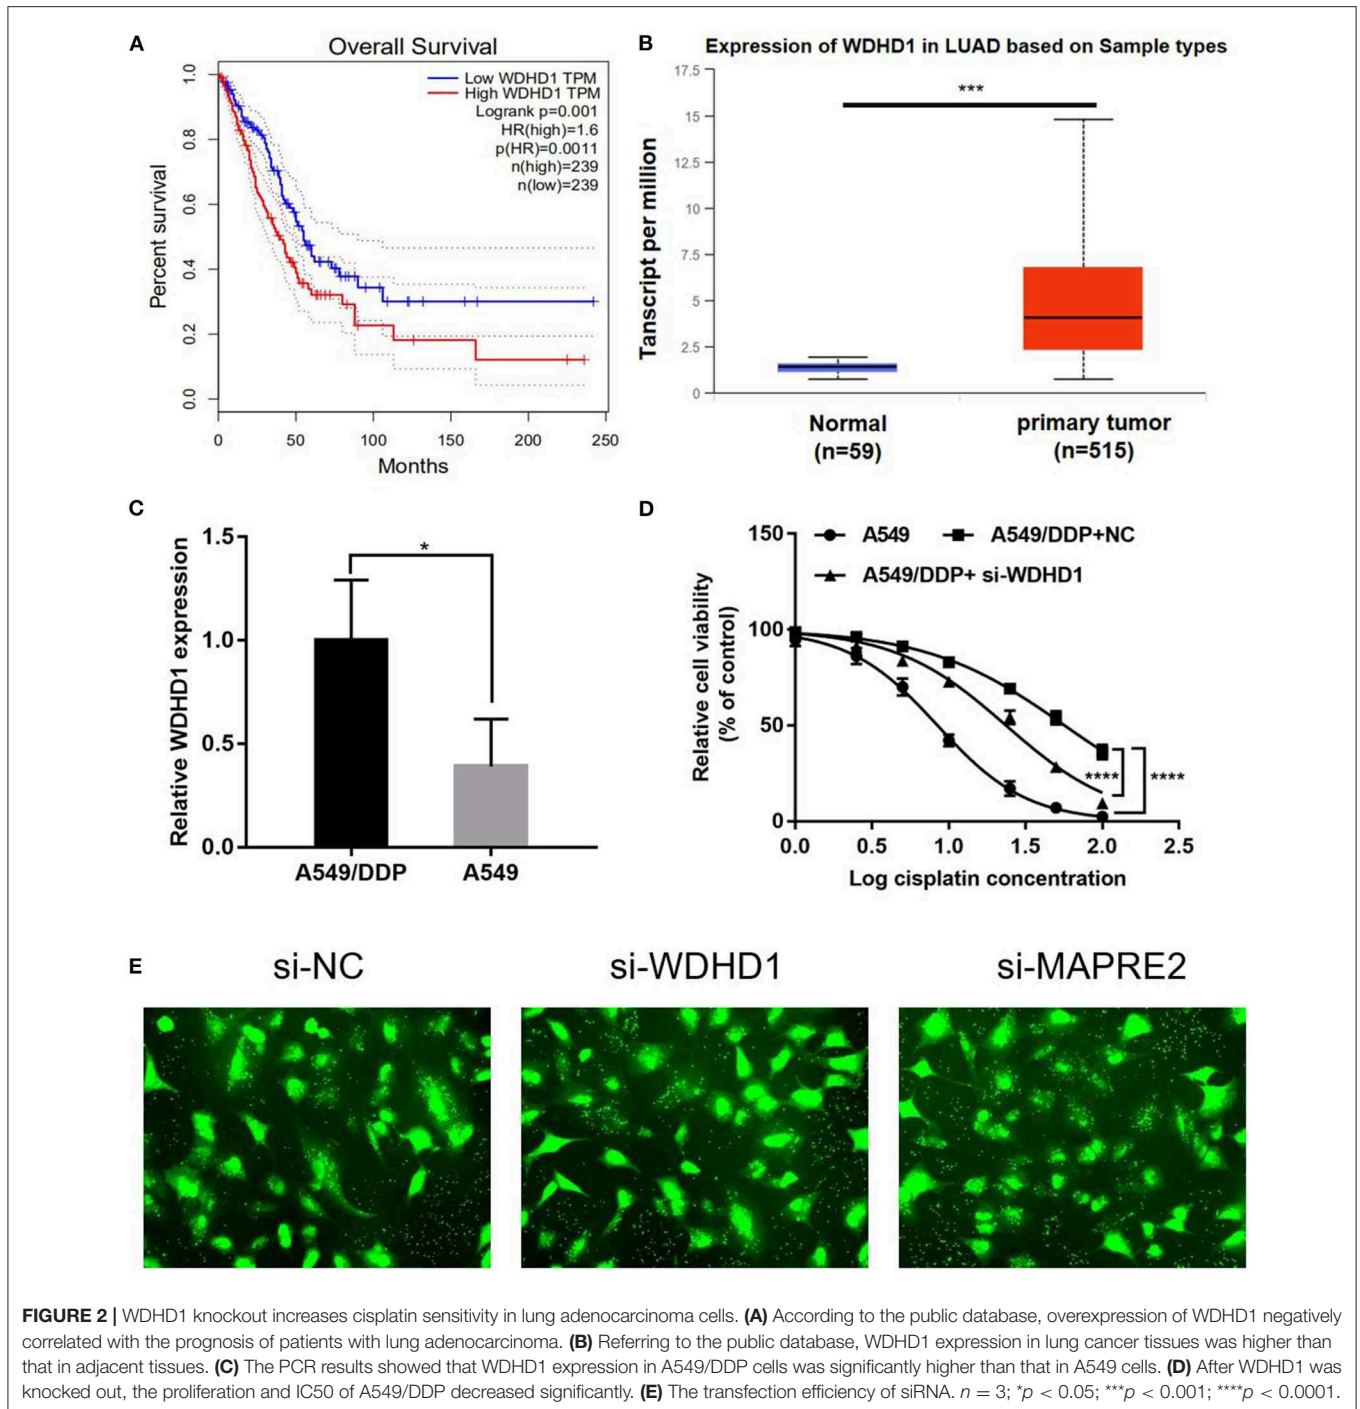 A
Overall Survival
Low WDHD1 TPM
High WDHD1 TPM
Logrank p=0.001
HR(high)=1.6
p(HR)=0.0011
n(high)=239
n(low)=239
Percent survival
1.0
0.8
0.6
0.4
0.2
0.0
0 50 100 150 200 250
Months
B
Expression of WDHD1 in LUAD based on Sample types
Tanscript per million
17.5
15
12.5
10
7.5
5
2.5
0
***
Normal
(n=59)
primary tumor
(n=515)
C
Relative WDHD1 expression
1.5
1.0
0.5
0.0
*
A549/DDP A549
D
Relative cell viability
(% of control)
150
100
50
0
A549 A549/DDP+NC
A549/DDP+ si-WDHD1
**** ****
0.0 0.5 1.0 1.5 2.0 2.5
Log cisplatin concentration
E
si-NC si-WDHD1 si-MAPRE2
FIGURE 2 | WDHD1 knockout increases cisplatin sensitivity in lung adenocarcinoma cells. (A) According to the public database, overexpression of WDHD1 negatively
correlated with the prognosis of patients with lung adenocarcinoma. (B) Referring to the public database, WDHD1 expression in lung cancer tissues was higher than
that in adjacent tissues. (C) The PCR results showed that WDHD1 expression in A549/DDP cells was significantly higher than that in A549 cells. (D) After WDHD1 was
knocked out, the proliferation and IC50 of A549/DDP decreased significantly. (E) The transfection efficiency of siRNA. n = 3; *p < 0.05; ***p < 0.001; ****p < 0.0001.